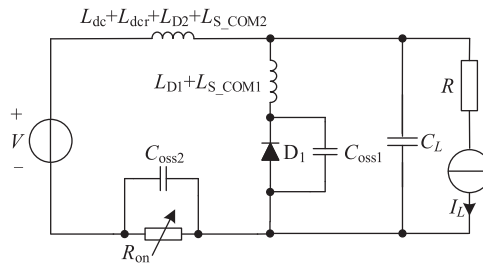 L_dc+L_dcr+L_D2+L_S_COM2
L_D1+L_S_COM1
R
+
V
–
C_oss2
D_1
C_oss1
C_L
I_L
R_on